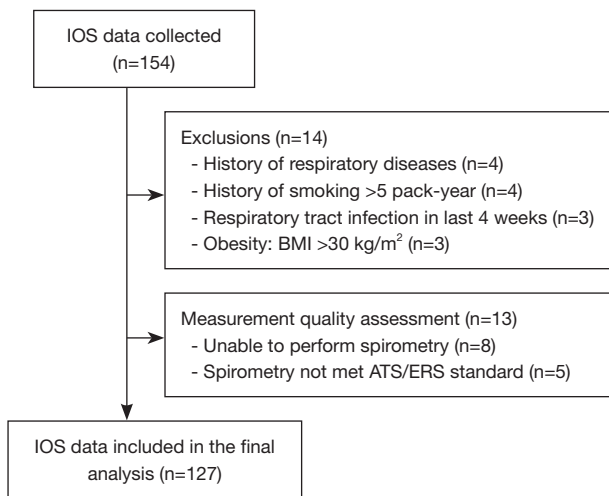 IOS data collected
(n=154)
Exclusions (n=14)
- History of respiratory diseases (n=4)
- History of smoking >5 pack-year (n=4)
- Respiratory tract infection in last 4 weeks (n=3)
- Obesity: BMI >30 kg/m² (n=3)
Measurement quality assessment (n=13)
- Unable to perform spirometry (n=8)
- Spirometry not met ATS/ERS standard (n=5)
IOS data included in the final
analysis (n=127)